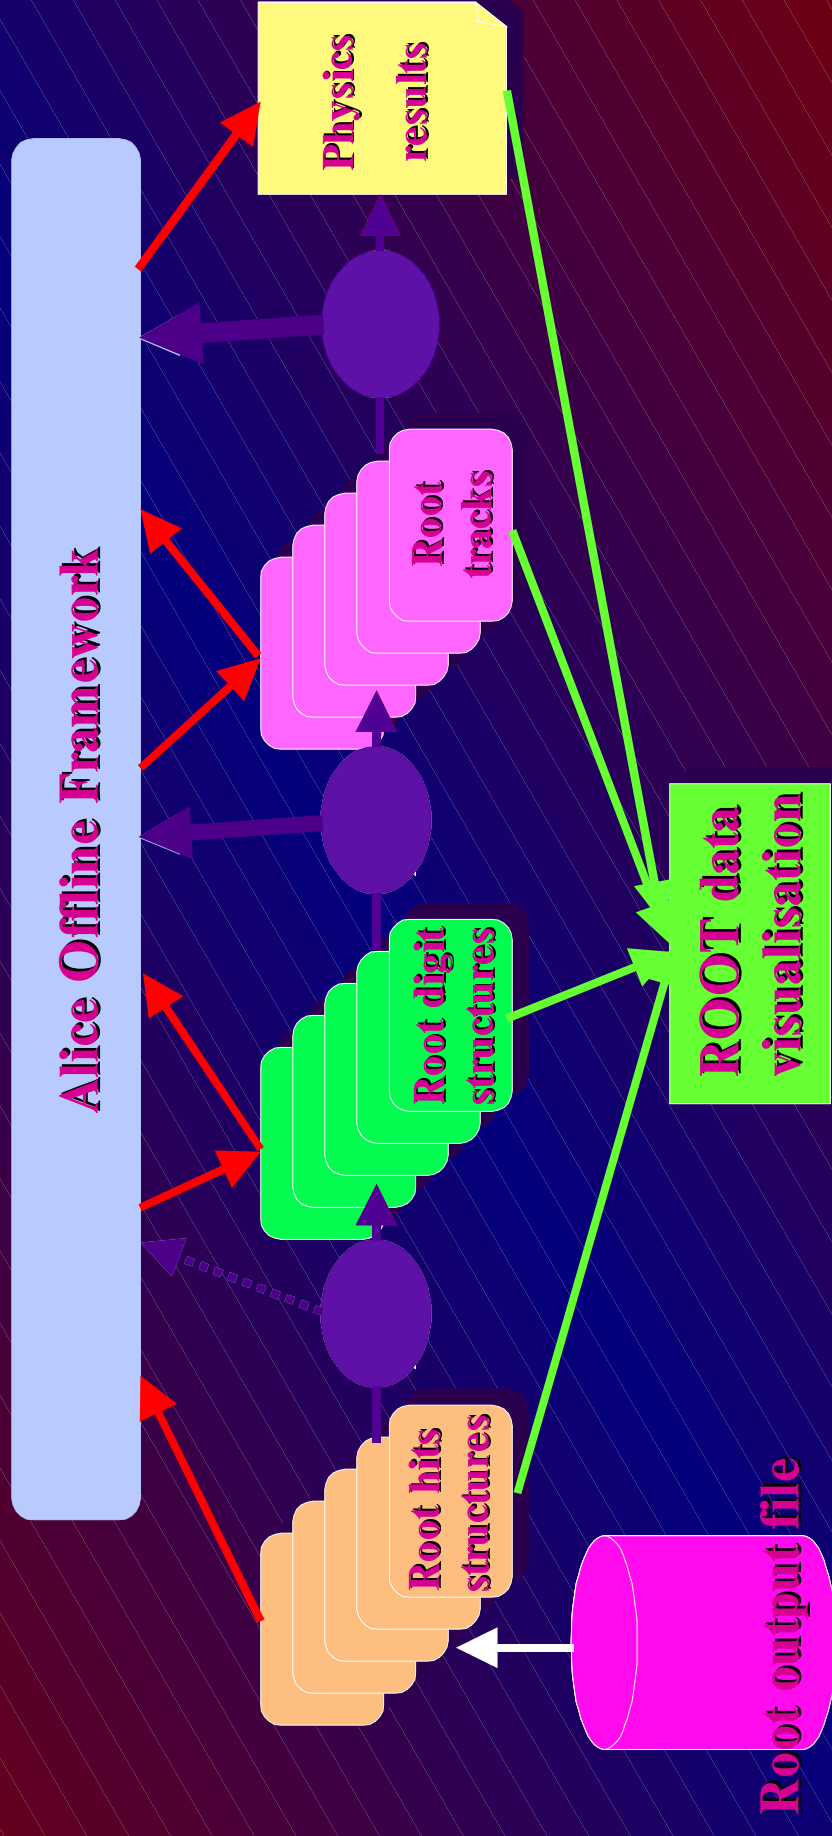 Alice Offline Framework
Root hits
structures
Root digit
structures
Root
tracks
Physics
results
Root output file
ROOT data
visualisation